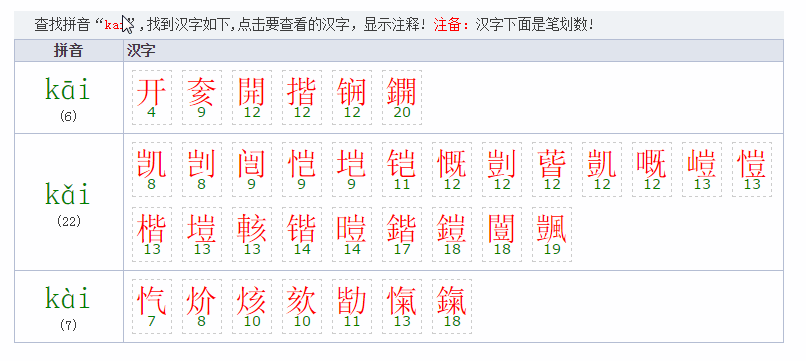 查找拼音“kai”,找到汉字如下,点击要查看的汉字，显示注释! 注备：汉字下面是笔划数!
拼音 汉字
kāi 开 奒 開 揩 锎 鐦
(6) 4 9 12 12 12 20
凯 剀 闿 恺 垲 铠 慨 剴 蒈 凱 嘅 嵦 愷
8 8 9 9 9 11 12 12 12 12 12 13 13
kǎi
(22)
楷 塏 輆 锴 暟 鍇 鎧 闓 颽
13 13 13 14 14 17 18 18 19
kài 忾 炌 炫 欬 勓 愾 鎎
(7) 7 8 10 10 11 13 18